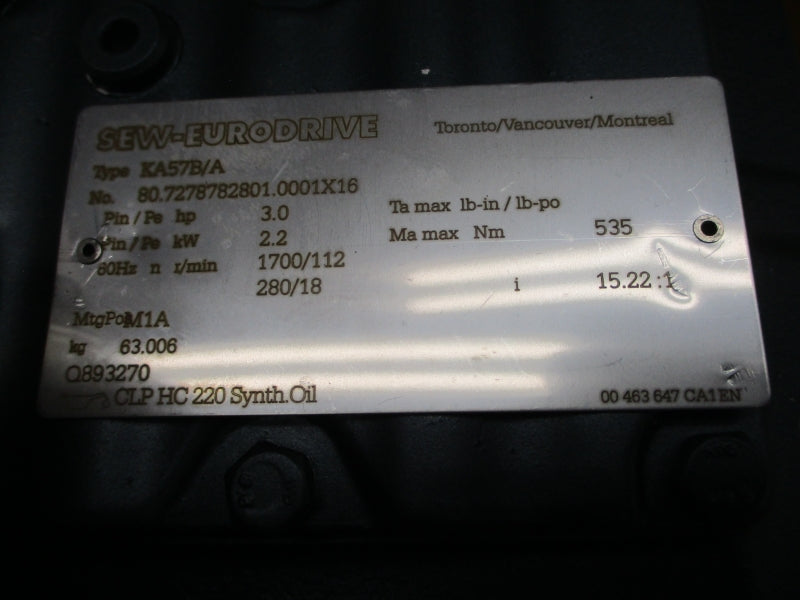 SEW-EURODRIVE Toronto/Vancouver/Montreal
Type KA57B/A
No. 80.7278782801.0001X16
Pin/Pe hp 3.0 Ta max lb-in / lb-po
Pin/Pe kW 2.2 Ma max Nm 535
60Hz n r/min 1700/112
280/18 i 15.22:1
MtgPos M1A
kg 63.006
Q893270
CLP HC 220 Synth.Oil 00 463 647 CA1EN